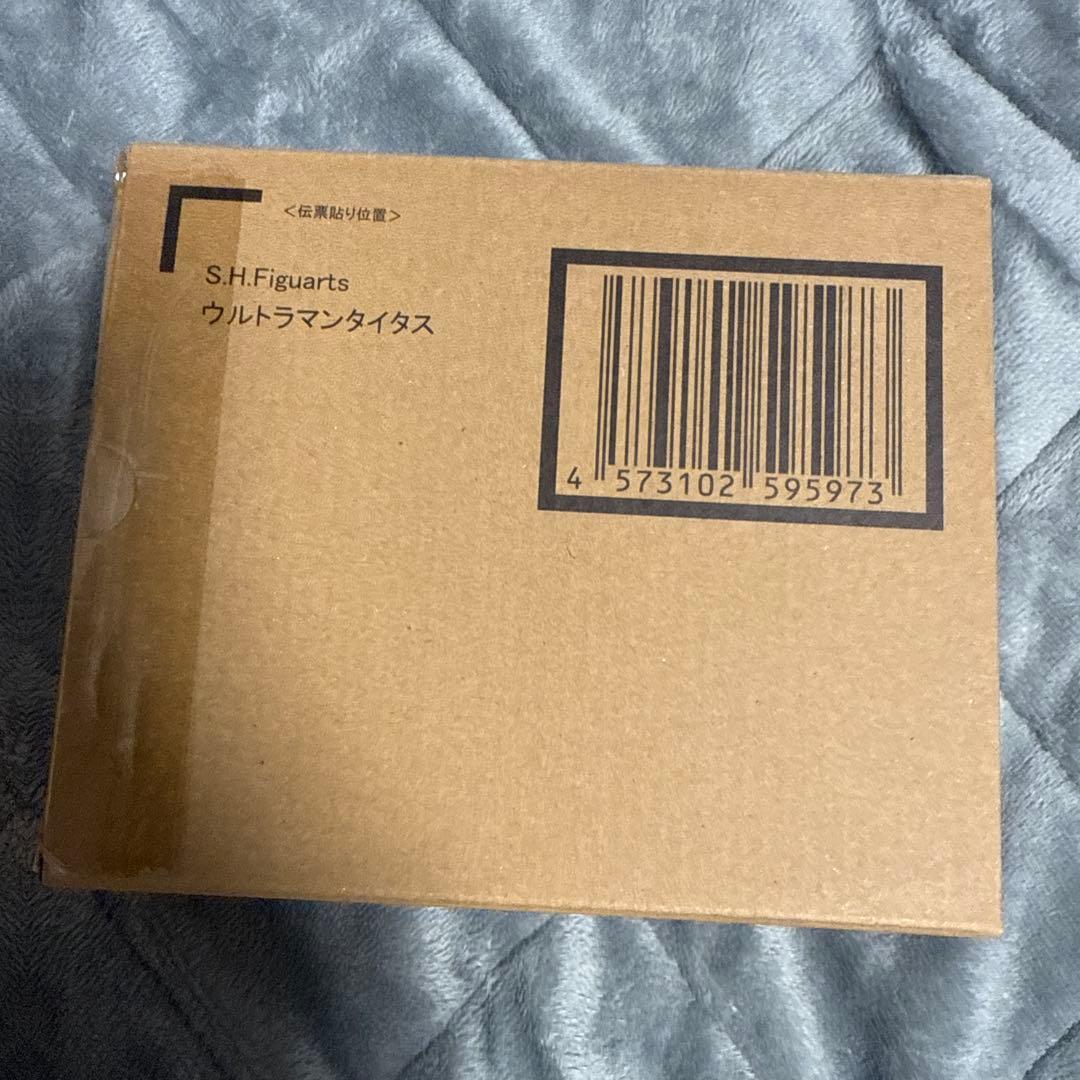 <伝票貼り位置>
S.H.Figuarts
ウルトラマンタイタス
4 573102 595973